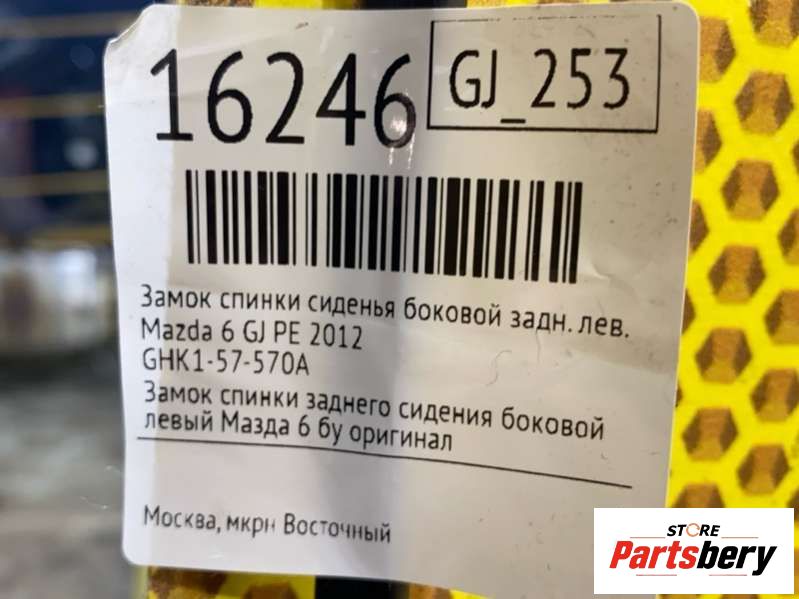 16246
GJ_253
Замок спинки сиденья боковой задн. лев.
Mazda 6 GJ PE 2012
GHK1-57-570A
Замок спинки заднего сидения боковой
левый Мазда 6 бу оригинал
Москва, мкрн Восточный
STORE
Partsbery